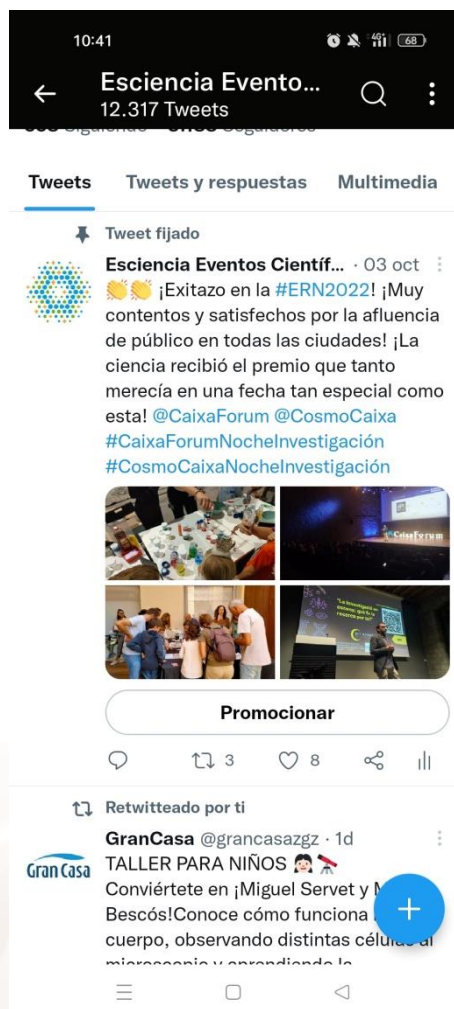 10:41
4G+
68
Esciencia Evento...
12.317 Tweets
Tweets
Tweets y respuestas
Multimedia
Tweet fijado
Esciencia Eventos Científ... · 03 oct
👏👏 ¡Exitazo en la #ERN2022! ¡Muy
contentos y satisfechos por la afluencia
de público en todas las ciudades! ¡La
ciencia recibió el premio que tanto
merecía en una fecha tan especial como
esta! @CaixaForum @CosmoCaixa
#CaixaForumNocheInvestigación
#CosmoCaixaNocheInvestigación
CaixaForum
Promocionar
3
8
Retwitteado por ti
GranCasa @grancasazgz · 1d
Gran Casa
TALLER PARA NIÑOS 👧🏻🔭
Conviértete en ¡Miguel Servet y
Bescós!Conoce cómo funciona
cuerpo, observando distintas células al